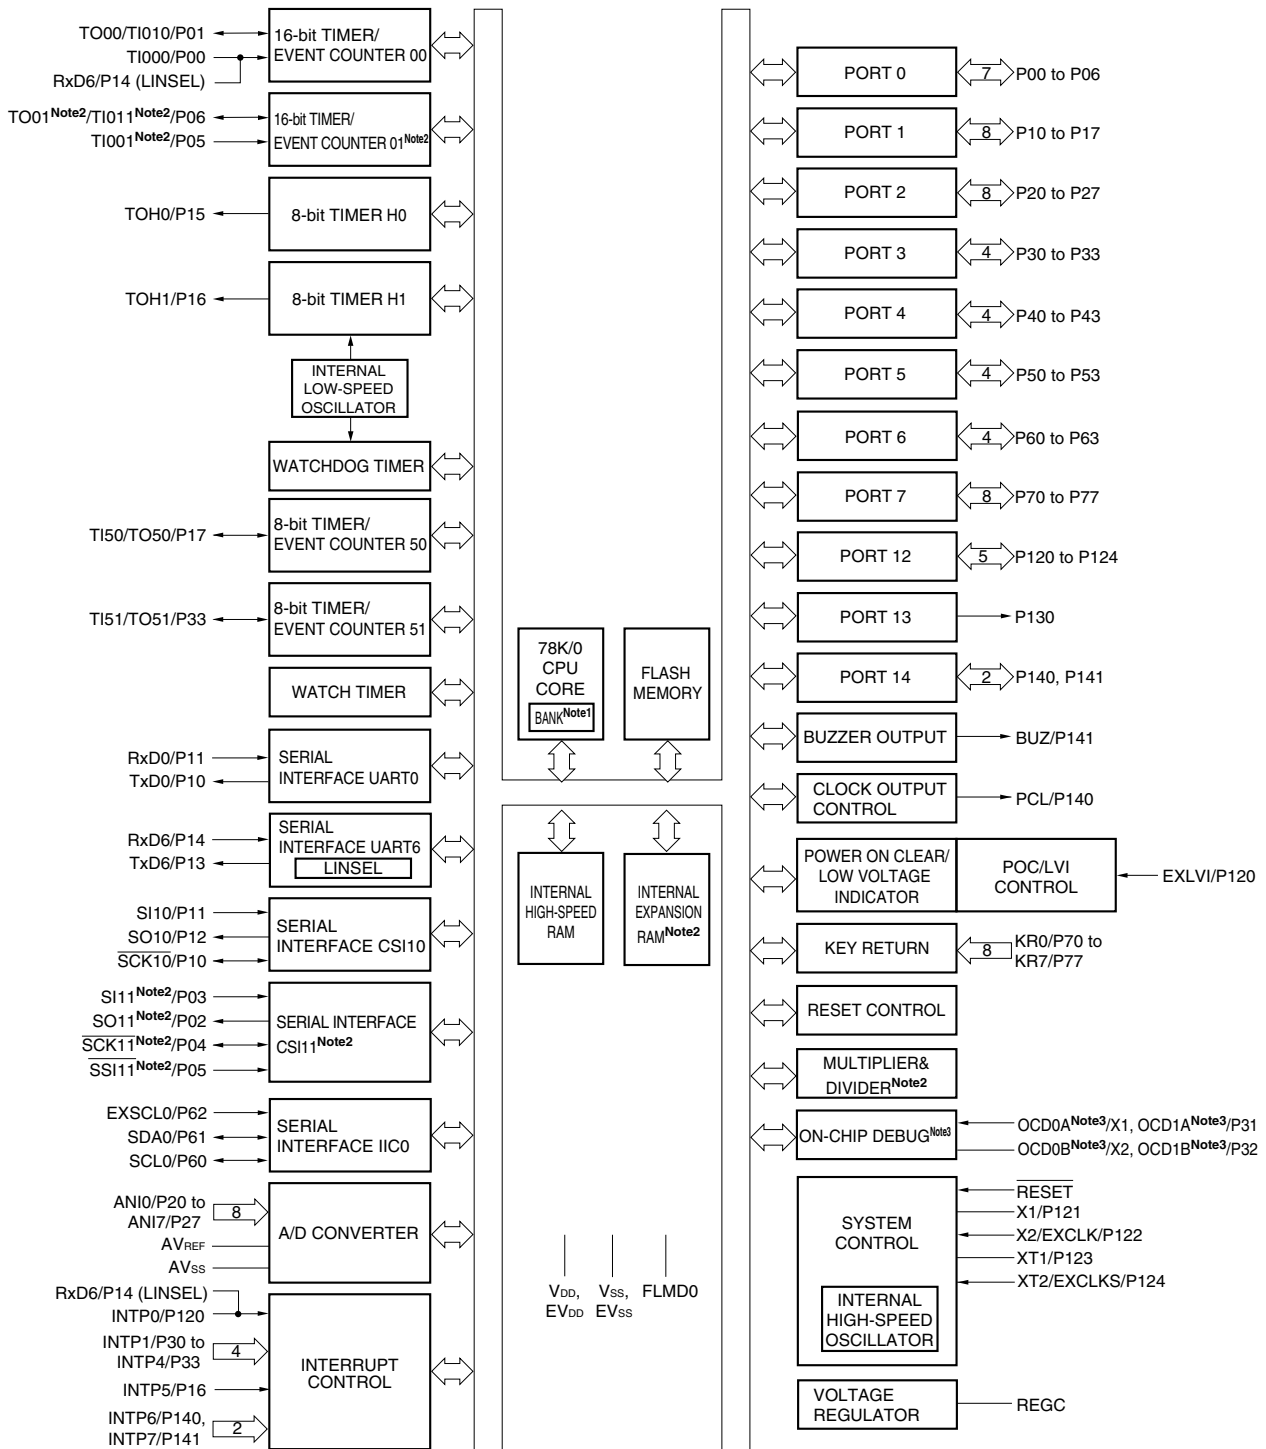 TO00/TI010/P01
TI000/P00
RxD6/P14 (LINSEL)
16-bit TIMER/
EVENT COUNTER 00
TO01Note2/TI011Note2/P06
TI001Note2/P05
16-bit TIMER/
EVENT COUNTER 01Note2
TOH0/P15
8-bit TIMER H0
TOH1/P16
8-bit TIMER H1
INTERNAL
LOW-SPEED
OSCILLATOR
WATCHDOG TIMER
TI50/TO50/P17
8-bit TIMER/
EVENT COUNTER 50
TI51/TO51/P33
8-bit TIMER/
EVENT COUNTER 51
WATCH TIMER
RxD0/P11
TxD0/P10
SERIAL
INTERFACE UART0
RxD6/P14
TxD6/P13
SERIAL
INTERFACE UART6
LINSEL
SI10/P11
SO10/P12
SCK10/P10
SERIAL
INTERFACE CSI10
SI11Note2/P03
SO11Note2/P02
SCK11Note2/P04
SSI11Note2/P05
SERIAL INTERFACE
CSI11Note2
EXSCL0/P62
SDA0/P61
SCL0/P60
SERIAL
INTERFACE IIC0
ANI0/P20 to
ANI7/P27
8
AVREF
AVSS
A/D CONVERTER
RxD6/P14 (LINSEL)
INTP0/P120
INTP1/P30 to
INTP4/P33
4
INTP5/P16
INTP6/P140,
INTP7/P141
2
INTERRUPT
CONTROL
78K/0
CPU
CORE
BANKNote1
FLASH
MEMORY
INTERNAL
HIGH-SPEED
RAM
INTERNAL
EXPANSION
RAMNote2
VDD,
EVDD
VSS,
EVSS
FLMD0
PORT 0
7
P00 to P06
PORT 1
8
P10 to P17
PORT 2
8
P20 to P27
PORT 3
4
P30 to P33
PORT 4
4
P40 to P43
PORT 5
4
P50 to P53
PORT 6
4
P60 to P63
PORT 7
8
P70 to P77
PORT 12
5
P120 to P124
PORT 13
P130
PORT 14
2
P140, P141
BUZZER OUTPUT
BUZ/P141
CLOCK OUTPUT
CONTROL
PCL/P140
POWER ON CLEAR/
LOW VOLTAGE
INDICATOR
POC/LVI
CONTROL
EXLVI/P120
KEY RETURN
8
KR0/P70 to
KR7/P77
RESET CONTROL
MULTIPLIER&
DIVIDERNote2
ON-CHIP DEBUGNote3
OCD0ANote3/X1, OCD1ANote3/P31
OCD0BNote3/X2, OCD1BNote3/P32
SYSTEM
CONTROL
INTERNAL
HIGH-SPEED
OSCILLATOR
RESET
X1/P121
X2/EXCLK/P122
XT1/P123
XT2/EXCLKS/P124
VOLTAGE
REGULATOR
REGC